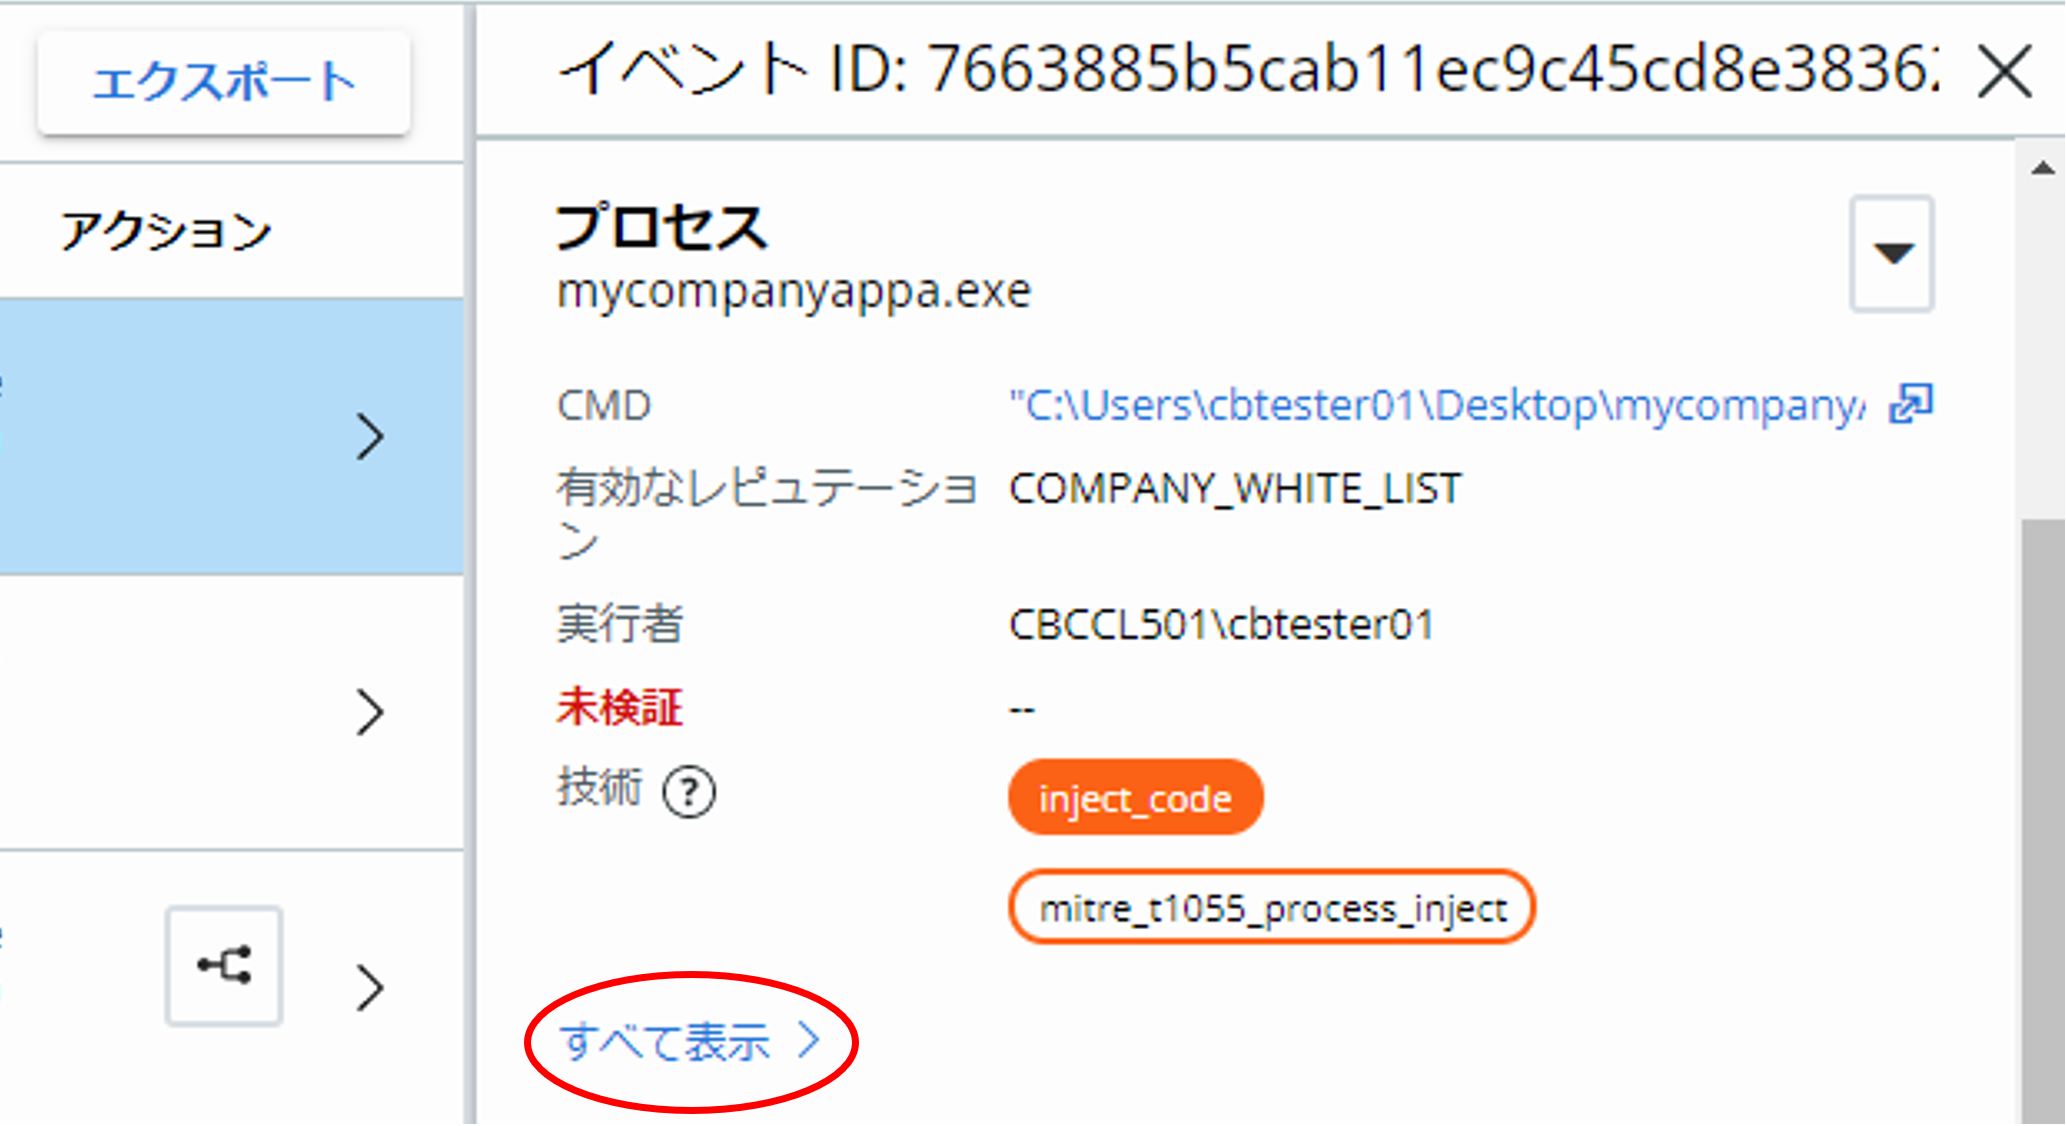 エクスポート
アクション
イベント ID: 7663885b5cab11ec9c45cd8e3836
プロセス
mycompanyappa.exe
CMD "C:\Users\cbtester01\Desktop\mycompany
有効なレピュテーショ COMPANY_WHITE_LIST
ン
実行者 CBCCL501\cbtester01
未検証 --
技術 ? inject_code
mitre_t1055_process_inject
すべて表示 >